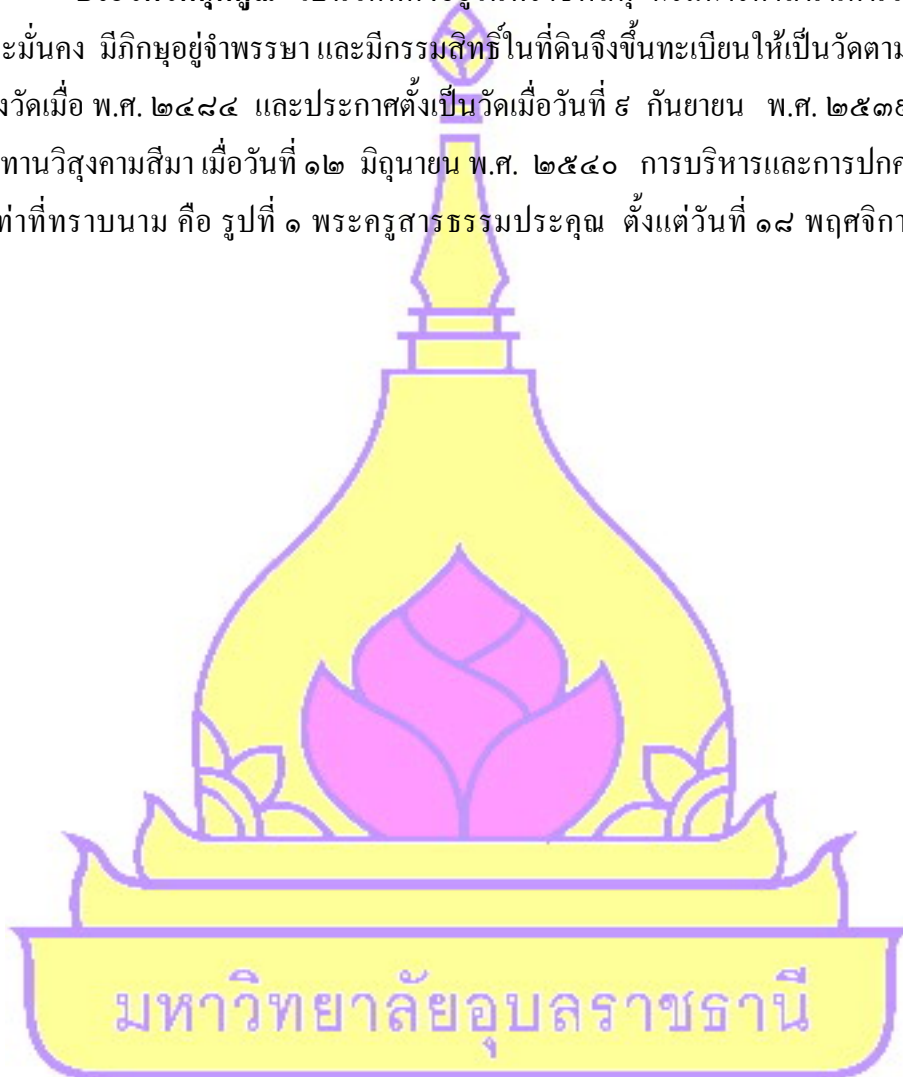 ะมั่นคง มีภิกษุอยู่จำพรรษา และมีกรรมสิทธิ์ในที่ดินจึงขึ้นทะเบียนให้เป็นวัดตาม
งวัดเมื่อ พ.ศ. ๒๔๘๔ และประกาศตั้งเป็นวัดเมื่อวันที่ ๙ กันยายน พ.ศ. ๒๕๓๙
ทานวิสุงคามสีมา เมื่อวันที่ ๑๒ มิถุนายน พ.ศ. ๒๕๔๐ การบริหารและการปกค
ท่าที่ทราบนาม คือ รูปที่ ๑ พระครูสารธรรมประคุณ ตั้งแต่วันที่ ๑๘ พฤศจิกา
มหาวิทยาลัยอุบลราชธานี